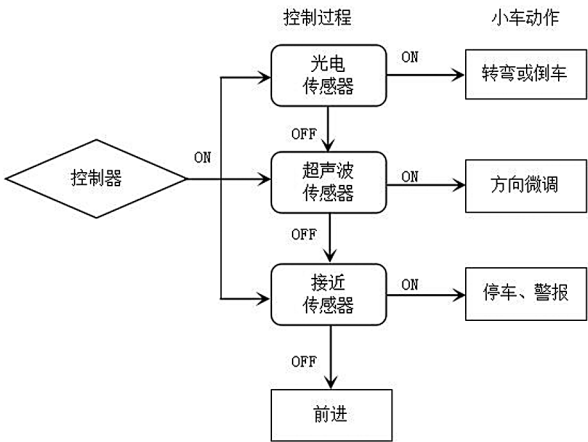 控制过程
小车动作
光电
传感器
ON
转弯或倒车
OFF
ON
控制器
超声波
传感器
ON
方向微调
OFF
接近
传感器
ON
停车、警报
OFF
前进